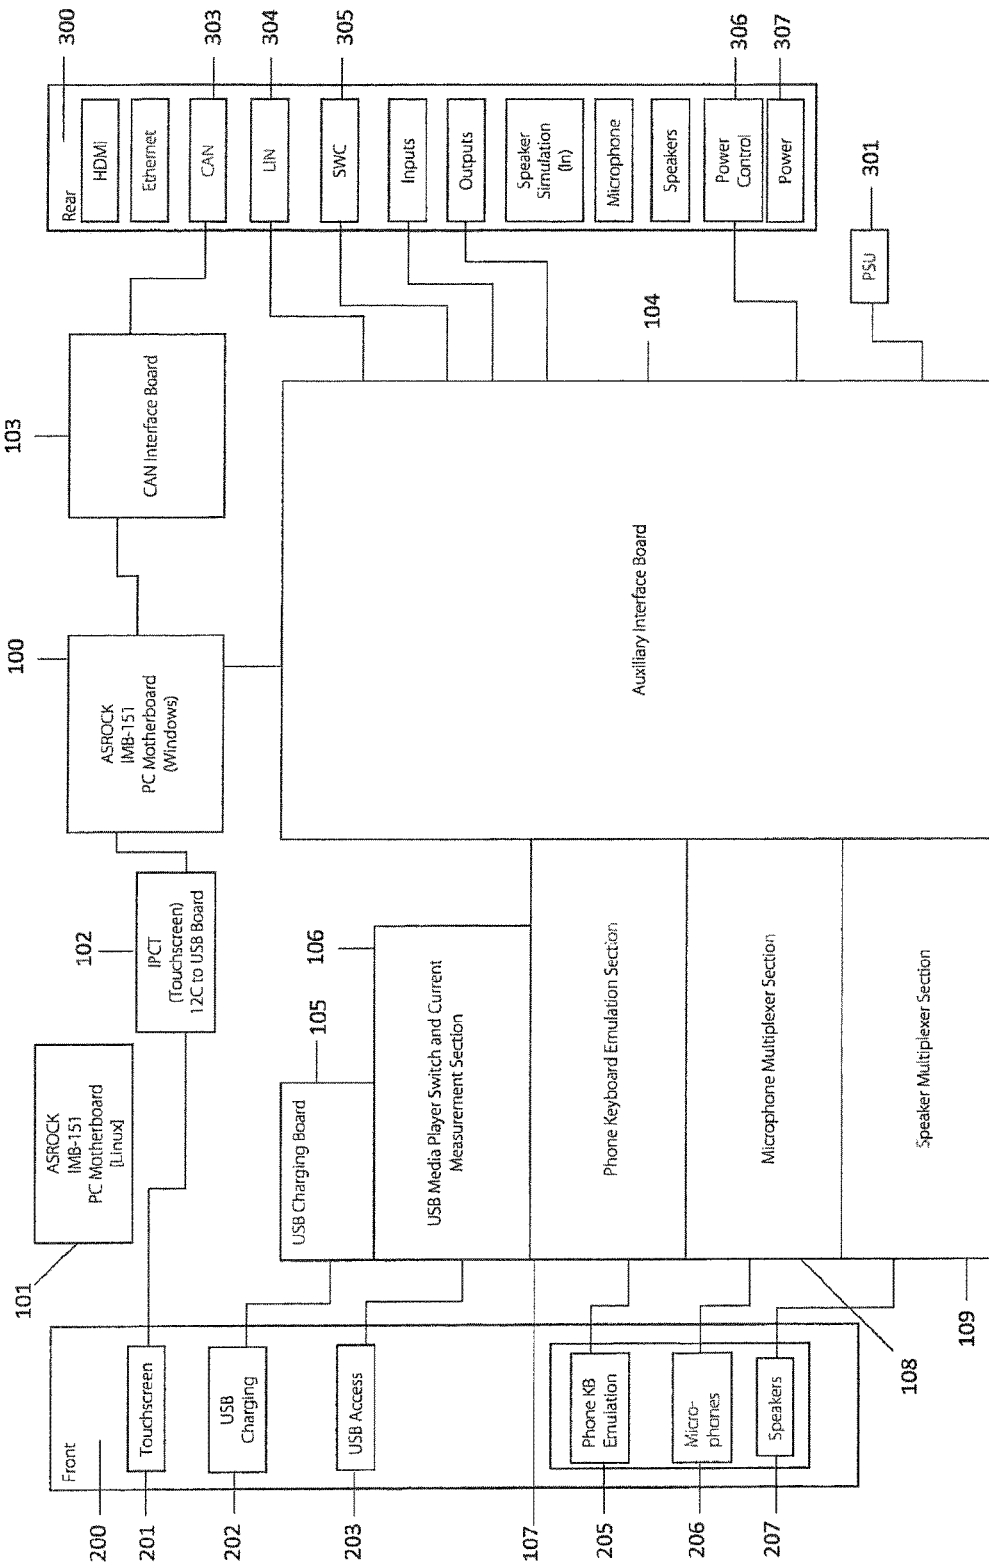 300
303
304
305
306
307
Rear
HDMI
Ethernet
CAN
LIN
SWC
Inputs
Outputs
Speaker
Simulation
(In)
Microphone
Speakers
Power
Control
Power
301
PSU
103
CAN Interface Board
104
100
ASROCK
IMB-151
PC Motherboard
(Windows)
Auxiliary Interface Board
102
IPCT
(Touchscreen)
12C to USB Board
106
105
101
ASROCK
IMB-151
PC Motherboard
[Linux]
USB Charging Board
USB Media Player Switch and Current
Measurement Section
Phone Keyboard Emulation Section
Microphone Multiplexer Section
Speaker Multiplexer Section
109
108
Front
Touchscreen
USB
Charging
USB Access
Phone KB
Emulation
Micro-
phones
Speakers
200
201
202
203
107
205
206
207